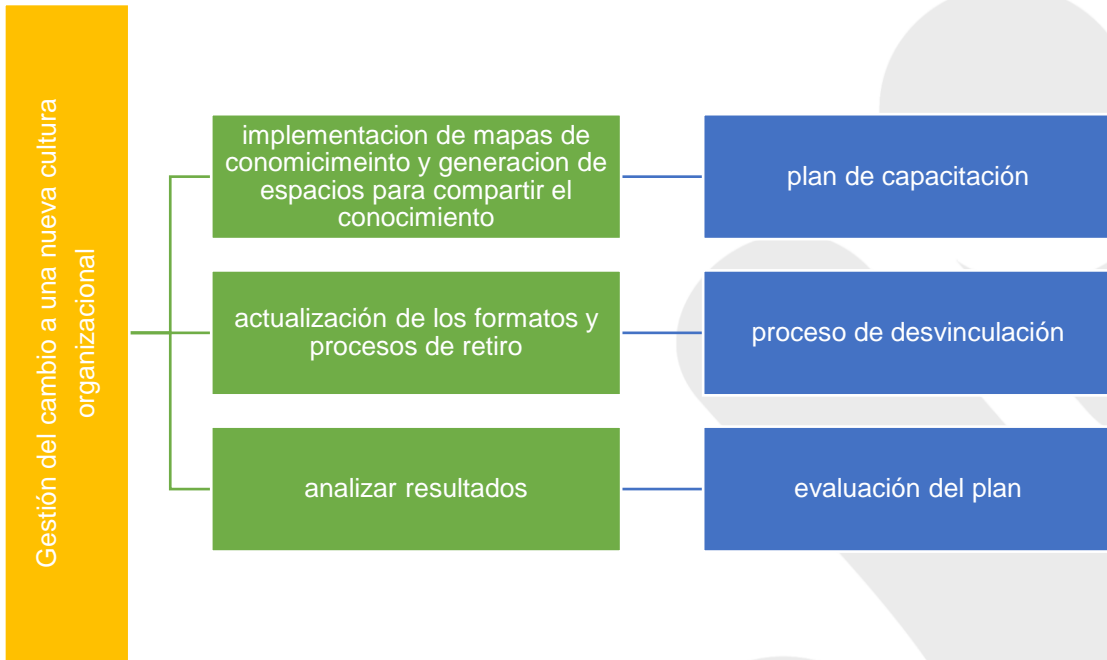 Gestión del cambio a una nueva cultura
organizacional
implementacion de mapas de
conomicimeinto y generacion de
espacios para compartir el
conocimiento
plan de capacitación
actualización de los formatos y
procesos de retiro
proceso de desvinculación
analizar resultados
evaluación del plan